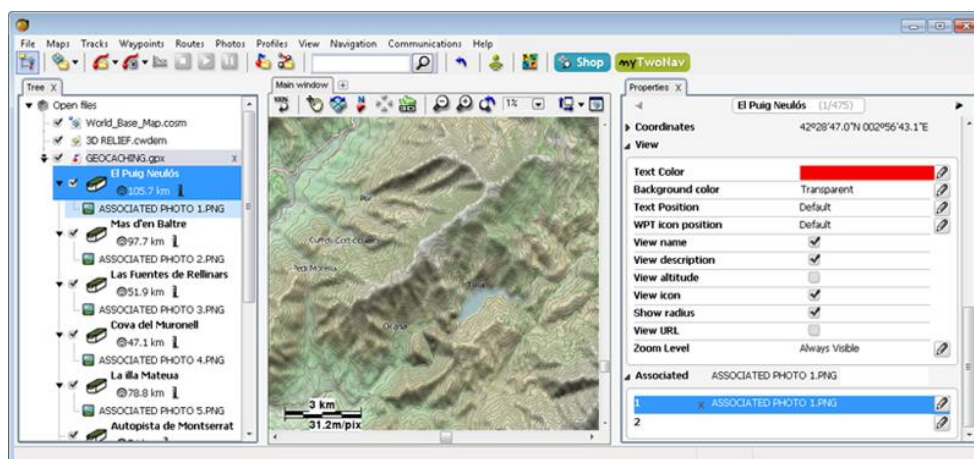 File Maps Tracks Waypoints Routes Photos Profiles View Navigation Communications Help
Shop
myTwoNav
Tree X
Open files
World_Base_Map.cosm
3D RELIEF.cwdem
GEOCACHING.gpx x
El Puig Neulós
105.7 km
ASSOCIATED PHOTO 1.PNG
Mas d'en Baltre
97.7 km
ASSOCIATED PHOTO 2.PNG
Las Fuentes de Rellinars
51.9 km
ASSOCIATED PHOTO 3.PNG
Cova del Muronell
47.1 km
ASSOCIATED PHOTO 4.PNG
La illa Mateua
78.8 km
ASSOCIATED PHOTO 5.PNG
Autopista de Montserrat
Main window
100%
1%
3 km
31.2m/pix
Properties X
El Puig Neulós (1/475)
Coordinates 42º28'47.0"N 002º56'43.1"E
View
Text Color
Background color Transparent
Text Position Default
WPT icon position Default
View name
View description
View altitude
View icon
Show radius
View URL
Zoom Level Always Visible
Associated ASSOCIATED PHOTO 1.PNG
1 x ASSOCIATED PHOTO 1.PNG
2